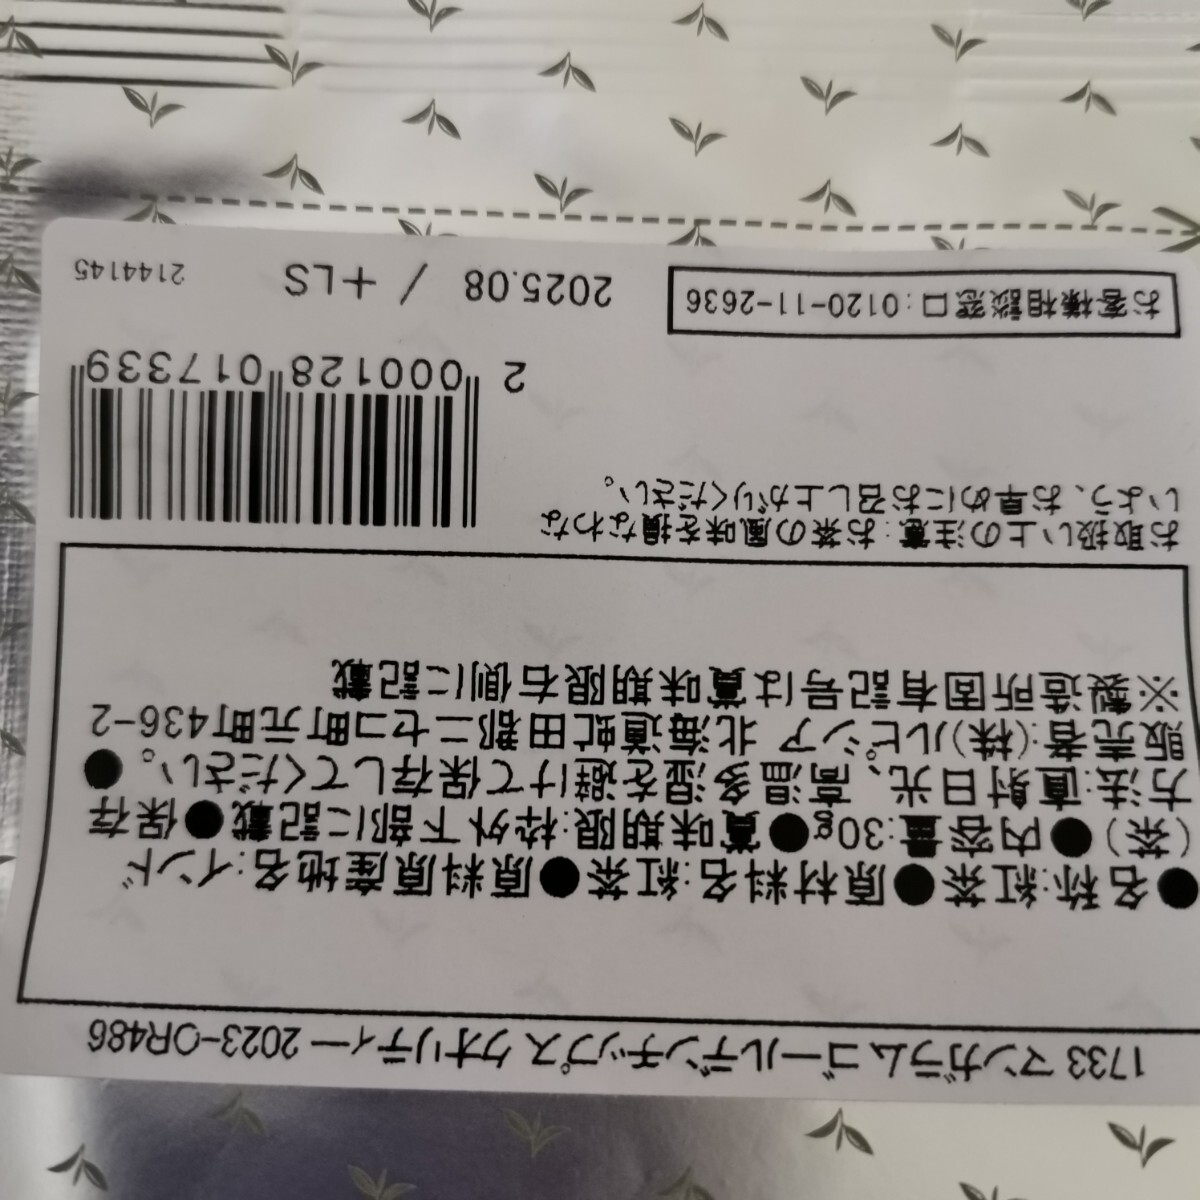 1733 マンガラム ゴールデンチップス クオリティー 2023-OR486
●名称:紅茶●原材料名:紅茶●原料原産地名:インド
(茶)●内容量:30g●賞味期限:枠外下部に記載●保存
方法:直射日光、高温多湿を避けて保存してください。●
販売者:(株)ルピシア 北海道虻田郡ニセコ町元町436-2
※製造所固有記号は賞味期限右側に記載
お取扱い上の注意:お茶の風味を損なわな
いよう、お早めにお召し上がりください。
2 000128 017339
お客様相談窓口:0120-11-2636
2025.08 / +LS
2144145